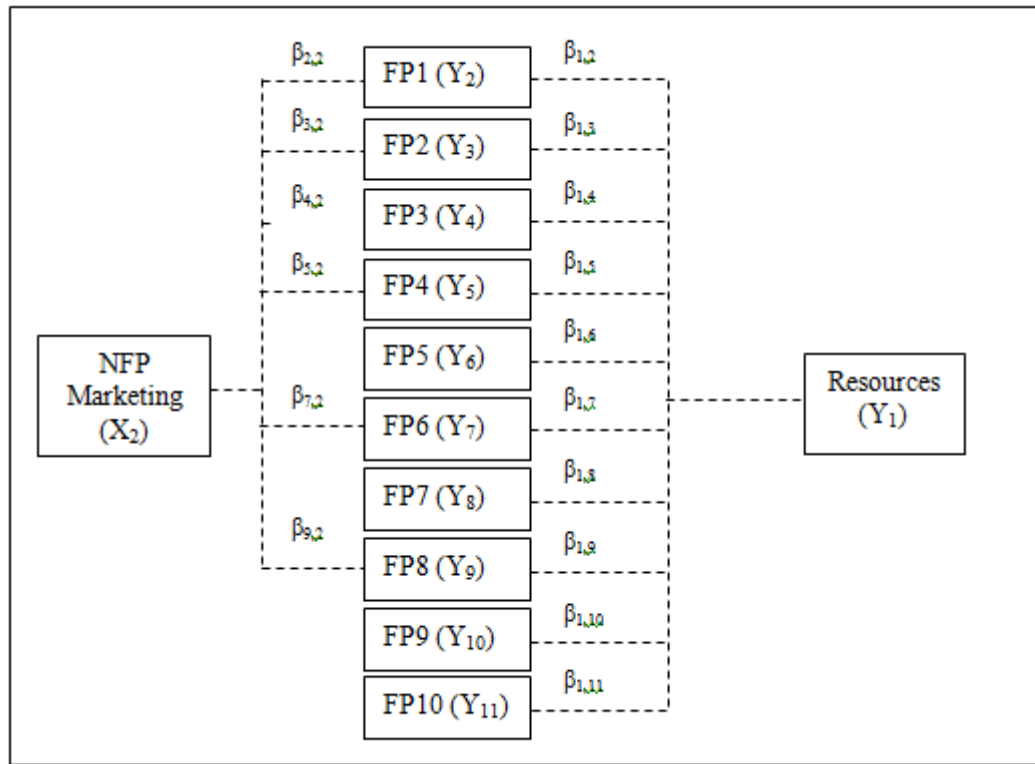 β₂,₂ FP1 (Y₂) β₁,₂
β₃,₂ FP2 (Y₃) β₁,₃
β₄,₂ FP3 (Y₄) β₁,₄
β₅,₂ FP4 (Y₅) β₁,₅
FP5 (Y₆) β₁,₆
β₇,₂ FP6 (Y₇) β₁,₇
FP7 (Y₈) β₁,₈
β₉,₂ FP8 (Y₉) β₁,₉
FP9 (Y₁₀) β₁,₁₀
FP10 (Y₁₁) β₁,₁₁
NFP
Marketing
(X₂)
Resources
(Y₁)